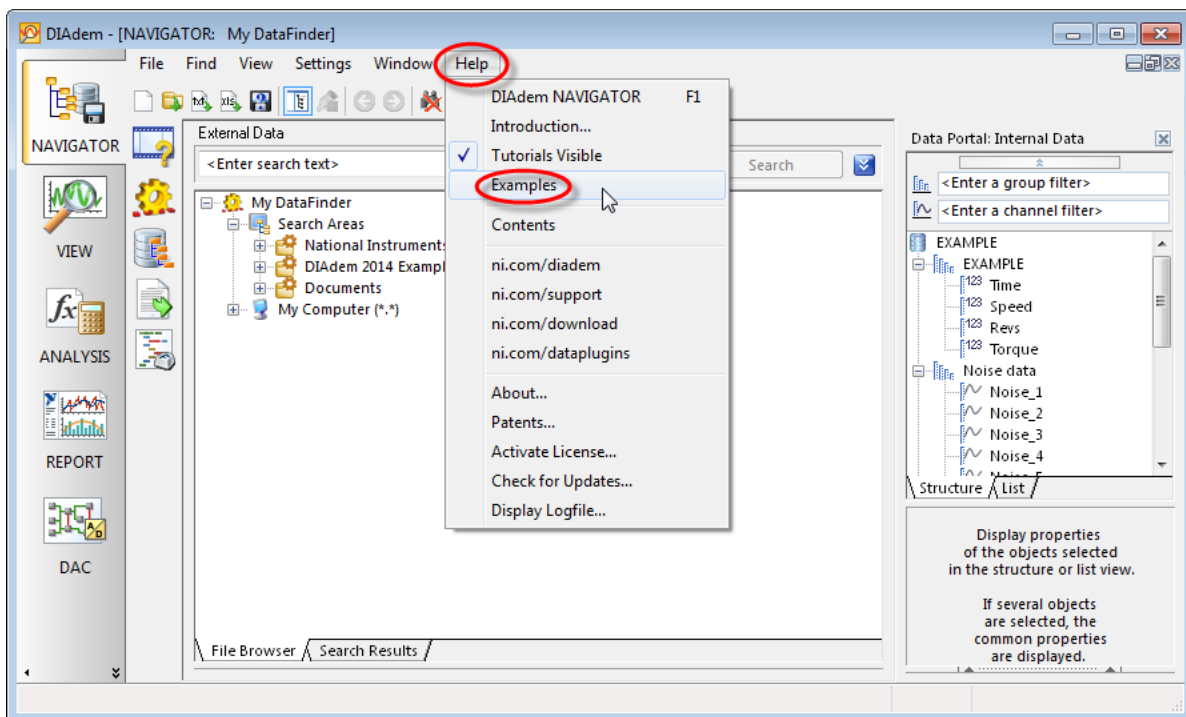 DIAdem - [NAVIGATOR: My DataFinder]
File Find View Settings Window Help
NAVIGATOR
VIEW
ANALYSIS
REPORT
DAC
External Data
<Enter search text>
Search
My DataFinder
Search Areas
National Instruments
DIAdem 2014 Exampl
Documents
My Computer (*.*)
File Browser Search Results
DIAdem NAVIGATOR F1
Introduction...
Tutorials Visible
Examples
Contents
ni.com/diadem
ni.com/support
ni.com/download
ni.com/dataplugins
About...
Patents...
Activate License...
Check for Updates...
Display Logfile...
Data Portal: Internal Data
<Enter a group filter>
<Enter a channel filter>
EXAMPLE
EXAMPLE
123 Time
123 Speed
123 Revs
123 Torque
Noise data
Noise_1
Noise_2
Noise_3
Noise_4
Structure List
Display properties
of the objects selected
in the structure or list view.
If several objects
are selected, the
common properties
are displayed.